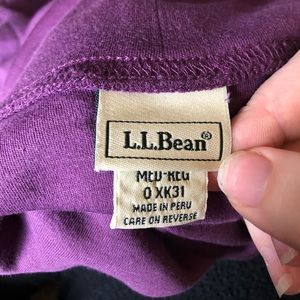 L.L.Bean®
MED-REG
0 XK31
MADE IN PERU
CARE ON REVERSE